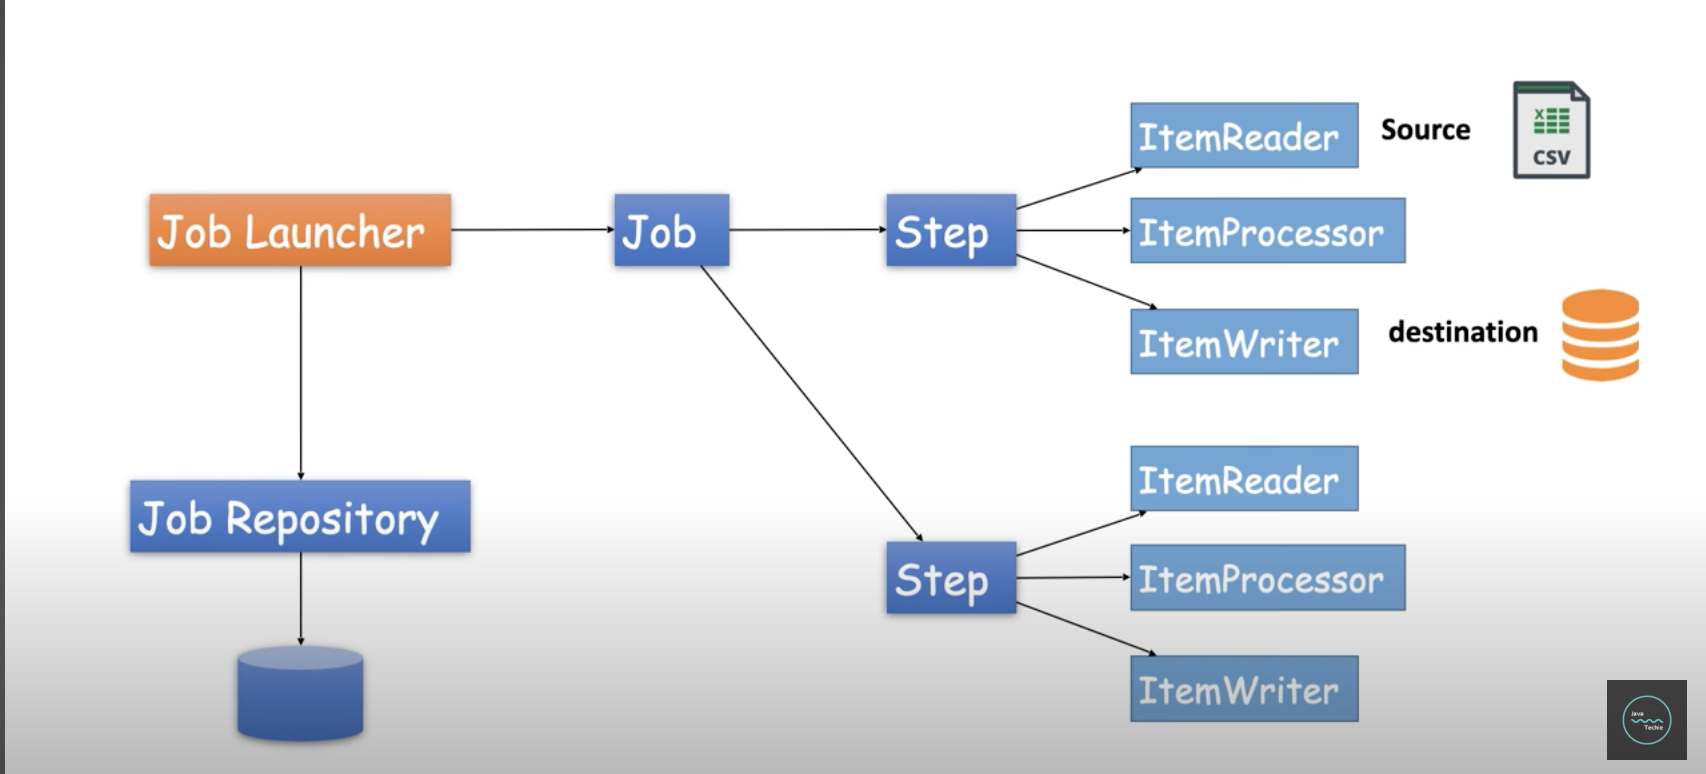 ItemReader
Source
X
CSV
Job Launcher
Job
Step
ItemProcessor
ItemWriter
destination
ItemReader
Job Repository
Step
ItemProcessor
ItemWriter
Java
Techie